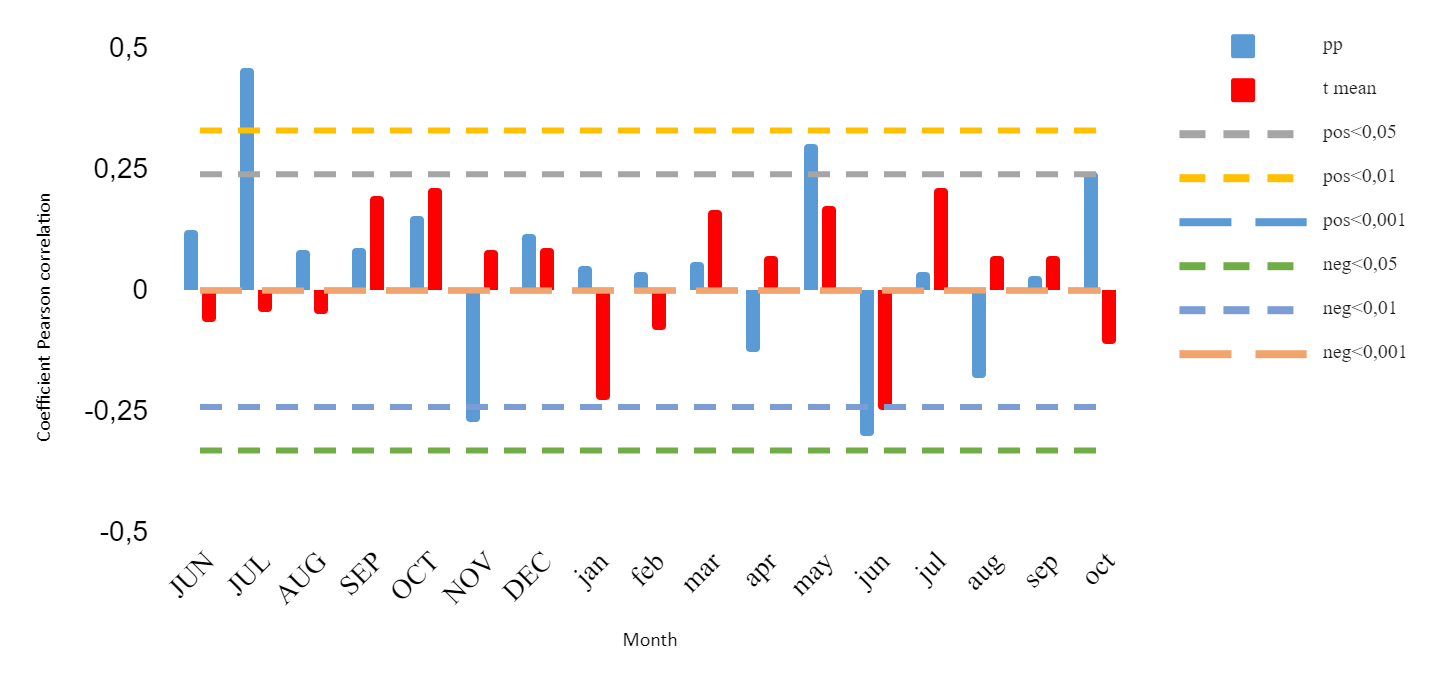 0,5
0,25
0
-0,25
-0,5
Coefficient Pearson correlation
JUN
JUL
AUG
SEP
OCT
NOV
DEC
jan
feb
mar
apr
may
jun
jul
aug
sep
oct
Month
pp
t mean
pos<0,05
pos<0,01
pos<0,001
neg<0,05
neg<0,01
neg<0,001